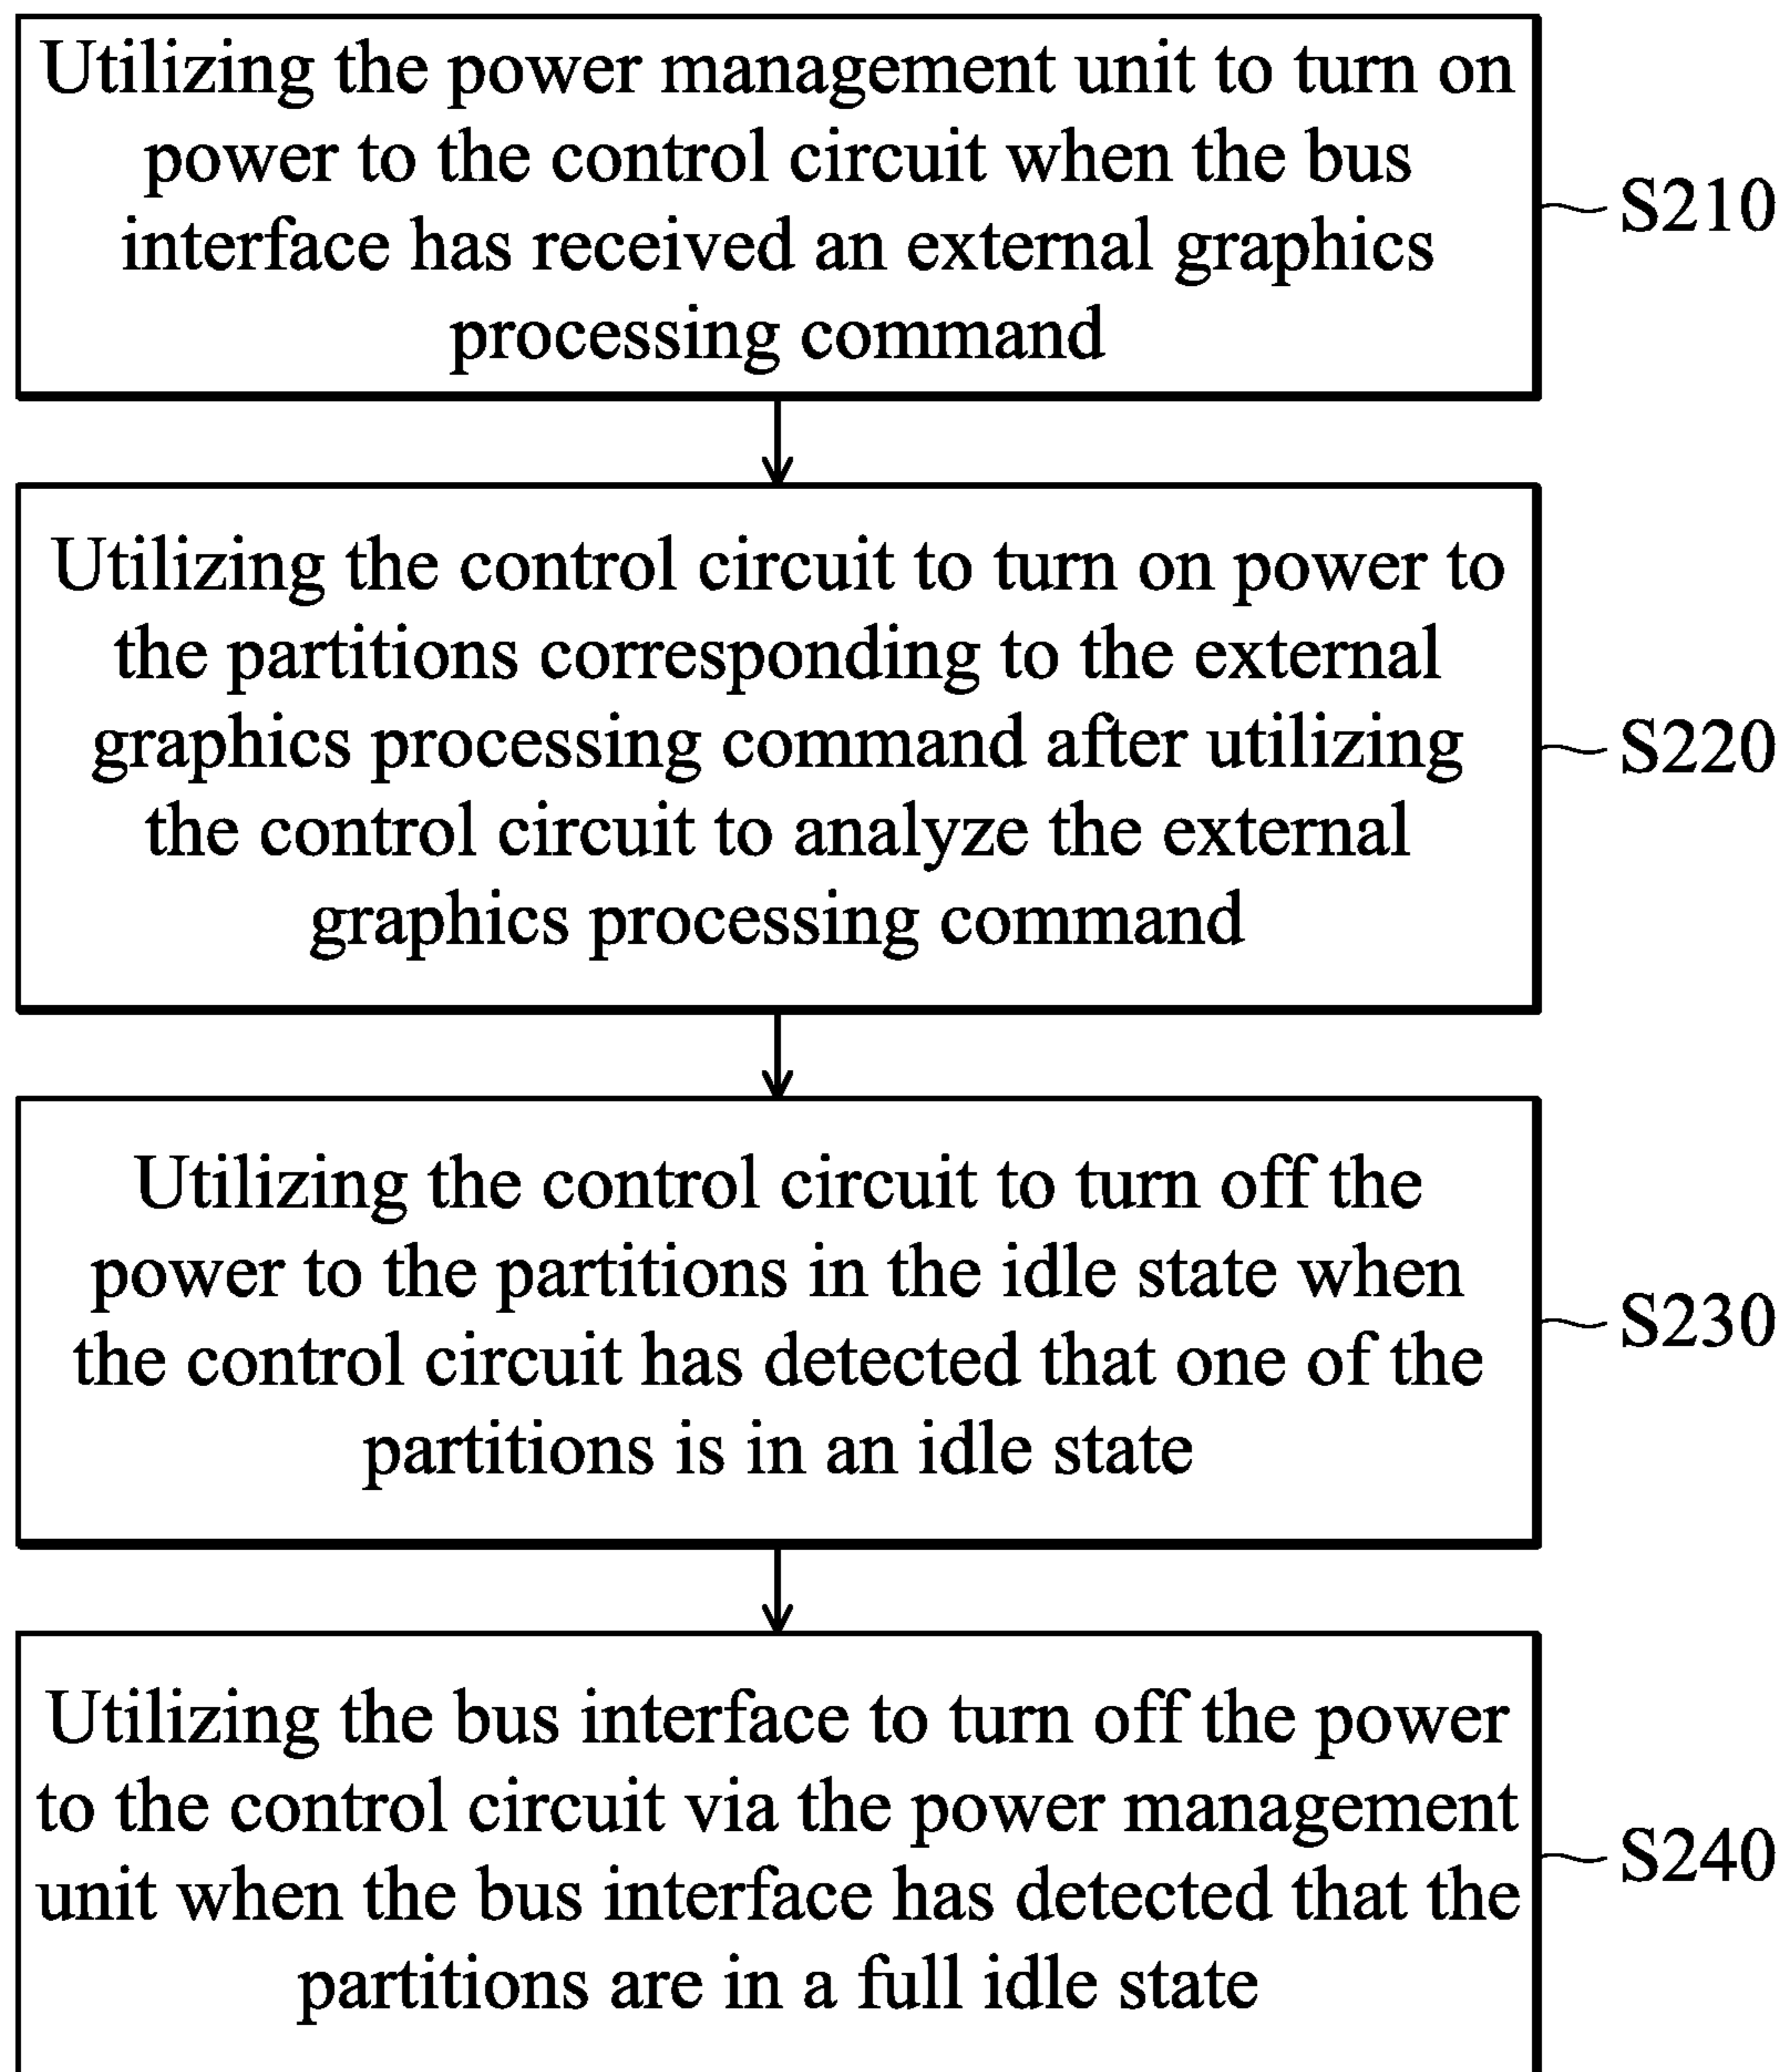 Utilizing the power management unit to turn on
power to the control circuit when the bus
interface has received an external graphics
processing command
S210
Utilizing the control circuit to turn on power to
the partitions corresponding to the external
graphics processing command after utilizing
the control circuit to analyze the external
graphics processing command
S220
Utilizing the control circuit to turn off the
power to the partitions in the idle state when
the control circuit has detected that one of the
partitions is in an idle state
S230
Utilizing the bus interface to turn off the power
to the control circuit via the power management
unit when the bus interface has detected that the
partitions are in a full idle state
S240